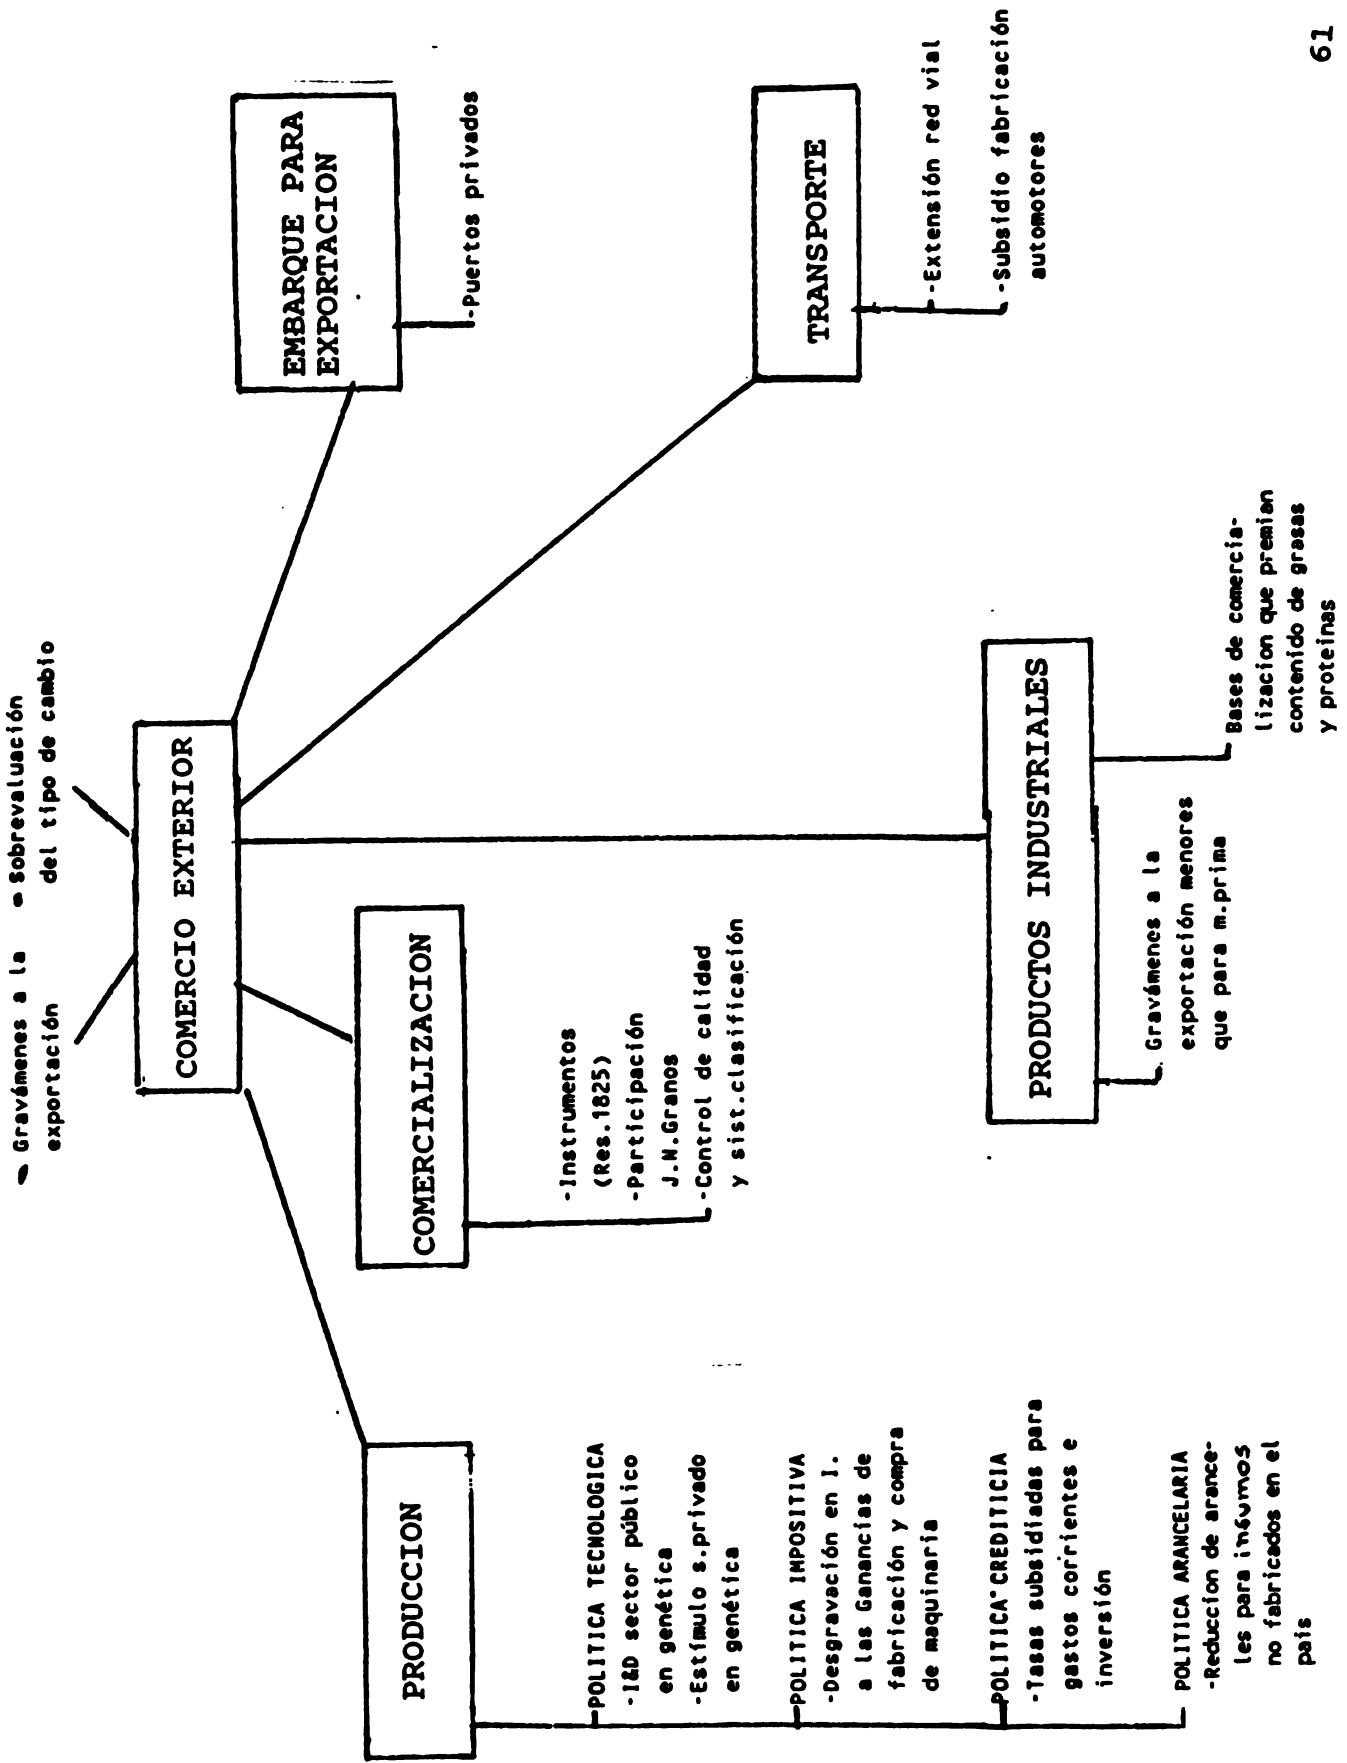 - Gravámenes a la
exportación
- Sobrevaluación
del tipo de cambio
COMERCIO EXTERIOR
EMBARQUE PARA
EXPORTACION
-Puertos privados
COMERCIALIZACION
-Instrumentos
(Res.1825)
-Participación
J.N.Granos
-Control de calidad
y sist.clasificación
PRODUCCION
-POLITICA TECNOLOGICA
-I&D sector público
en genética
-Estímulo s.privado
en genética
-POLITICA IMPOSITIVA
-Desgravación en I.
a las Ganancias de
fabricación y compra
de maquinaria
-POLITICA CREDITICIA
-Tasas subsidiadas para
gastos corrientes e
inversión
POLITICA ARANCELARIA
-Reduccion de arance-
les para insumos
no fabricados en el
país
TRANSPORTE
-Extensión red vial
-Subsidio fabricación
automotores
PRODUCTOS INDUSTRIALES
. Gravámenes a la
exportación menores
que para m.prima
Bases de comercia-
lizacion que premian
contenido de grasas
y proteínas
61